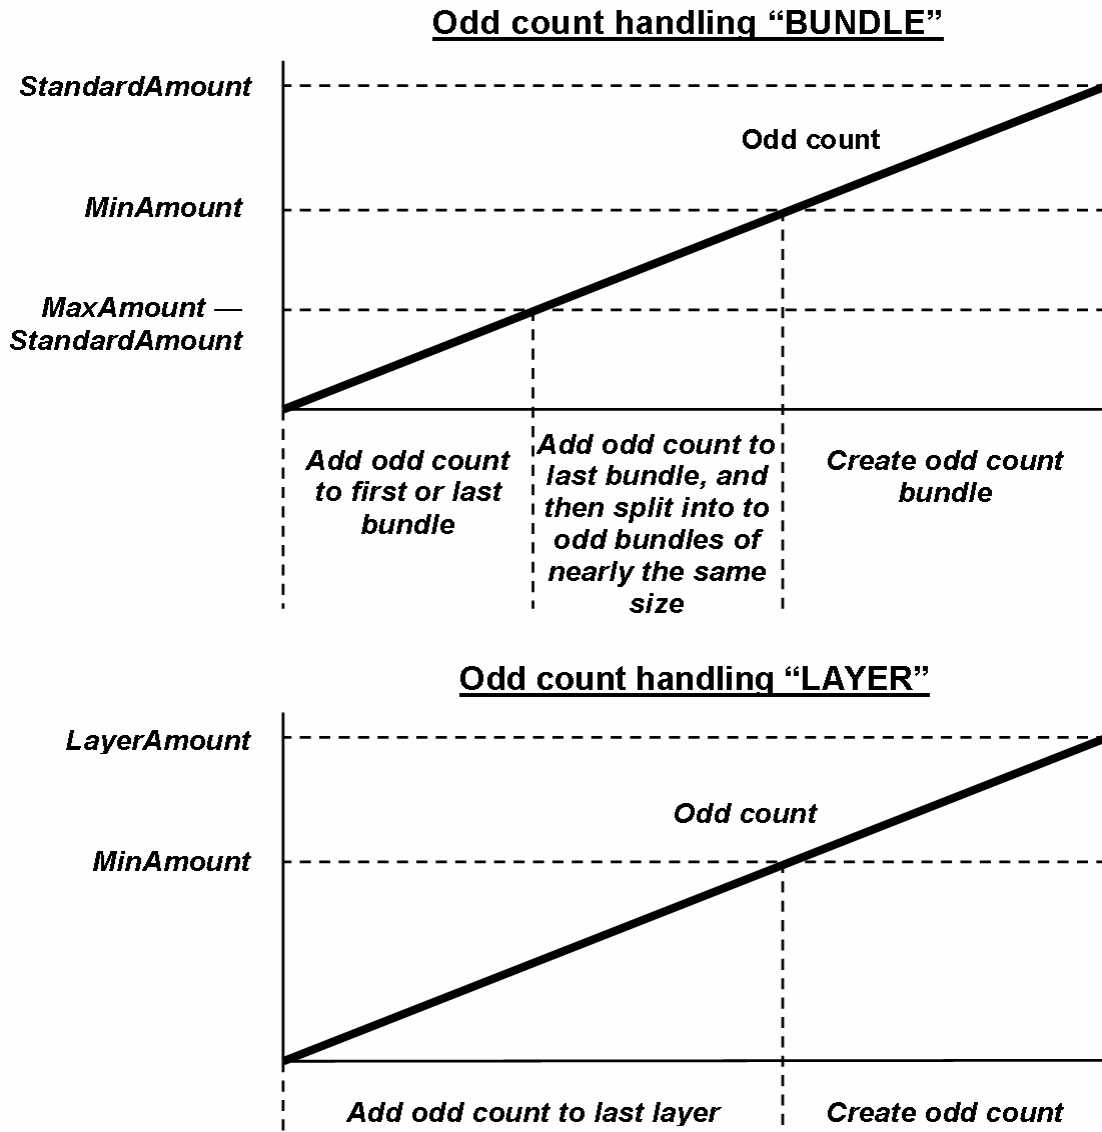 Odd count handling “BUNDLE”
StandardAmount
Odd count
MinAmount
MaxAmount —
StandardAmount
Add odd count
to first or last
bundle
Add odd count to
last bundle, and
then split into to
odd bundles of
nearly the same
size
Create odd count
bundle
Odd count handling “LAYER”
LayerAmount
Odd count
MinAmount
Add odd count to last layer
Create odd count